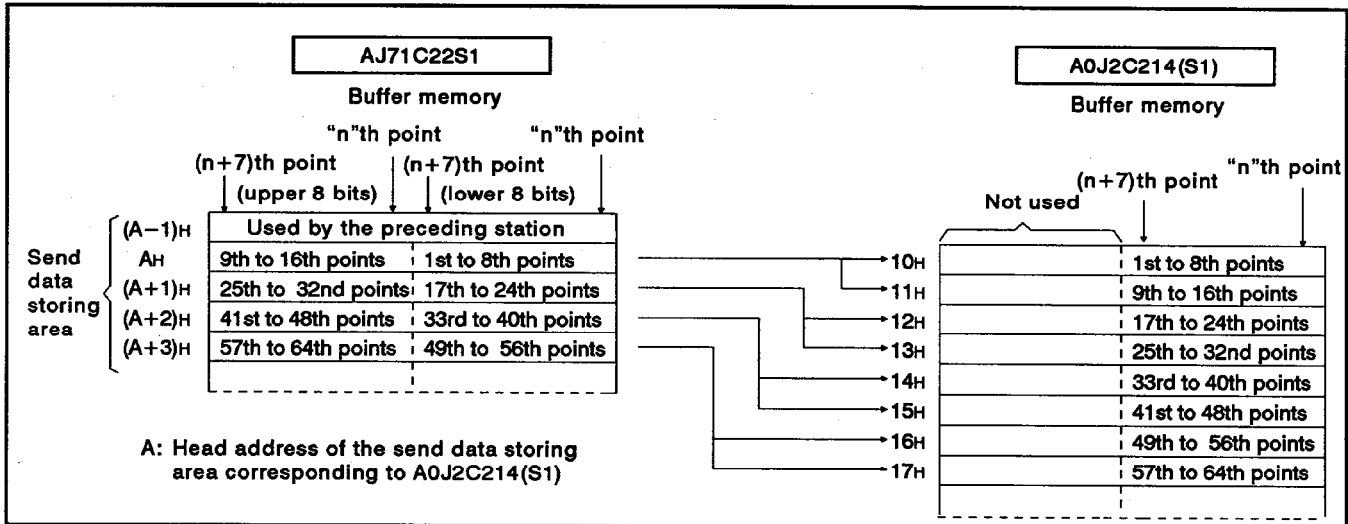 AJ71C22S1
Buffer memory
"n"th point "n"th point
(n+7)th point (n+7)th point
(upper 8 bits) (lower 8 bits)
Send data storing area
(A−1)H Used by the preceding station
AH 9th to 16th points 1st to 8th points
(A+1)H 25th to 32nd points 17th to 24th points
(A+2)H 41st to 48th points 33rd to 40th points
(A+3)H 57th to 64th points 49th to 56th points
A: Head address of the send data storing
area corresponding to A0J2C214(S1)
A0J2C214(S1)
Buffer memory
"n"th point
(n+7)th point
Not used
10H 1st to 8th points
11H 9th to 16th points
12H 17th to 24th points
13H 25th to 32nd points
14H 33rd to 40th points
15H 41st to 48th points
16H 49th to 56th points
17H 57th to 64th points